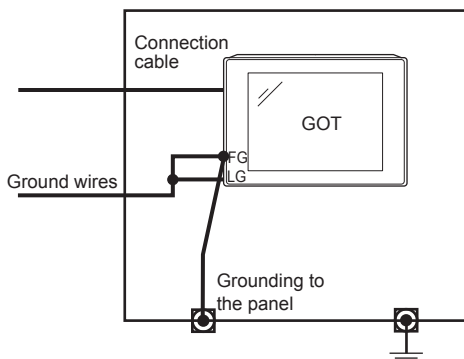 Connection
cable
GOT
FG
LG
Ground wires
Grounding to
the panel